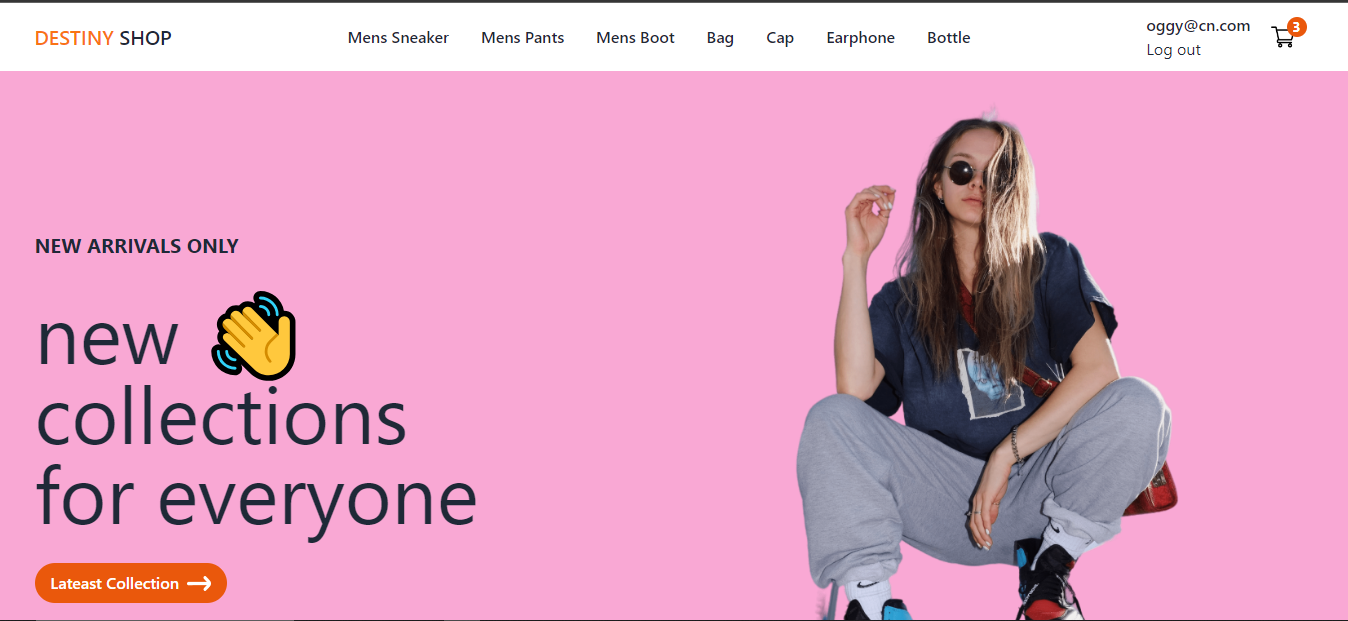 DESTINY SHOP
Mens Sneaker
Mens Pants
Mens Boot
Bag
Cap
Earphone
Bottle
oggy@cn.com
Log out
3
NEW ARRIVALS ONLY
new
collections
for everyone
Lateast Collection